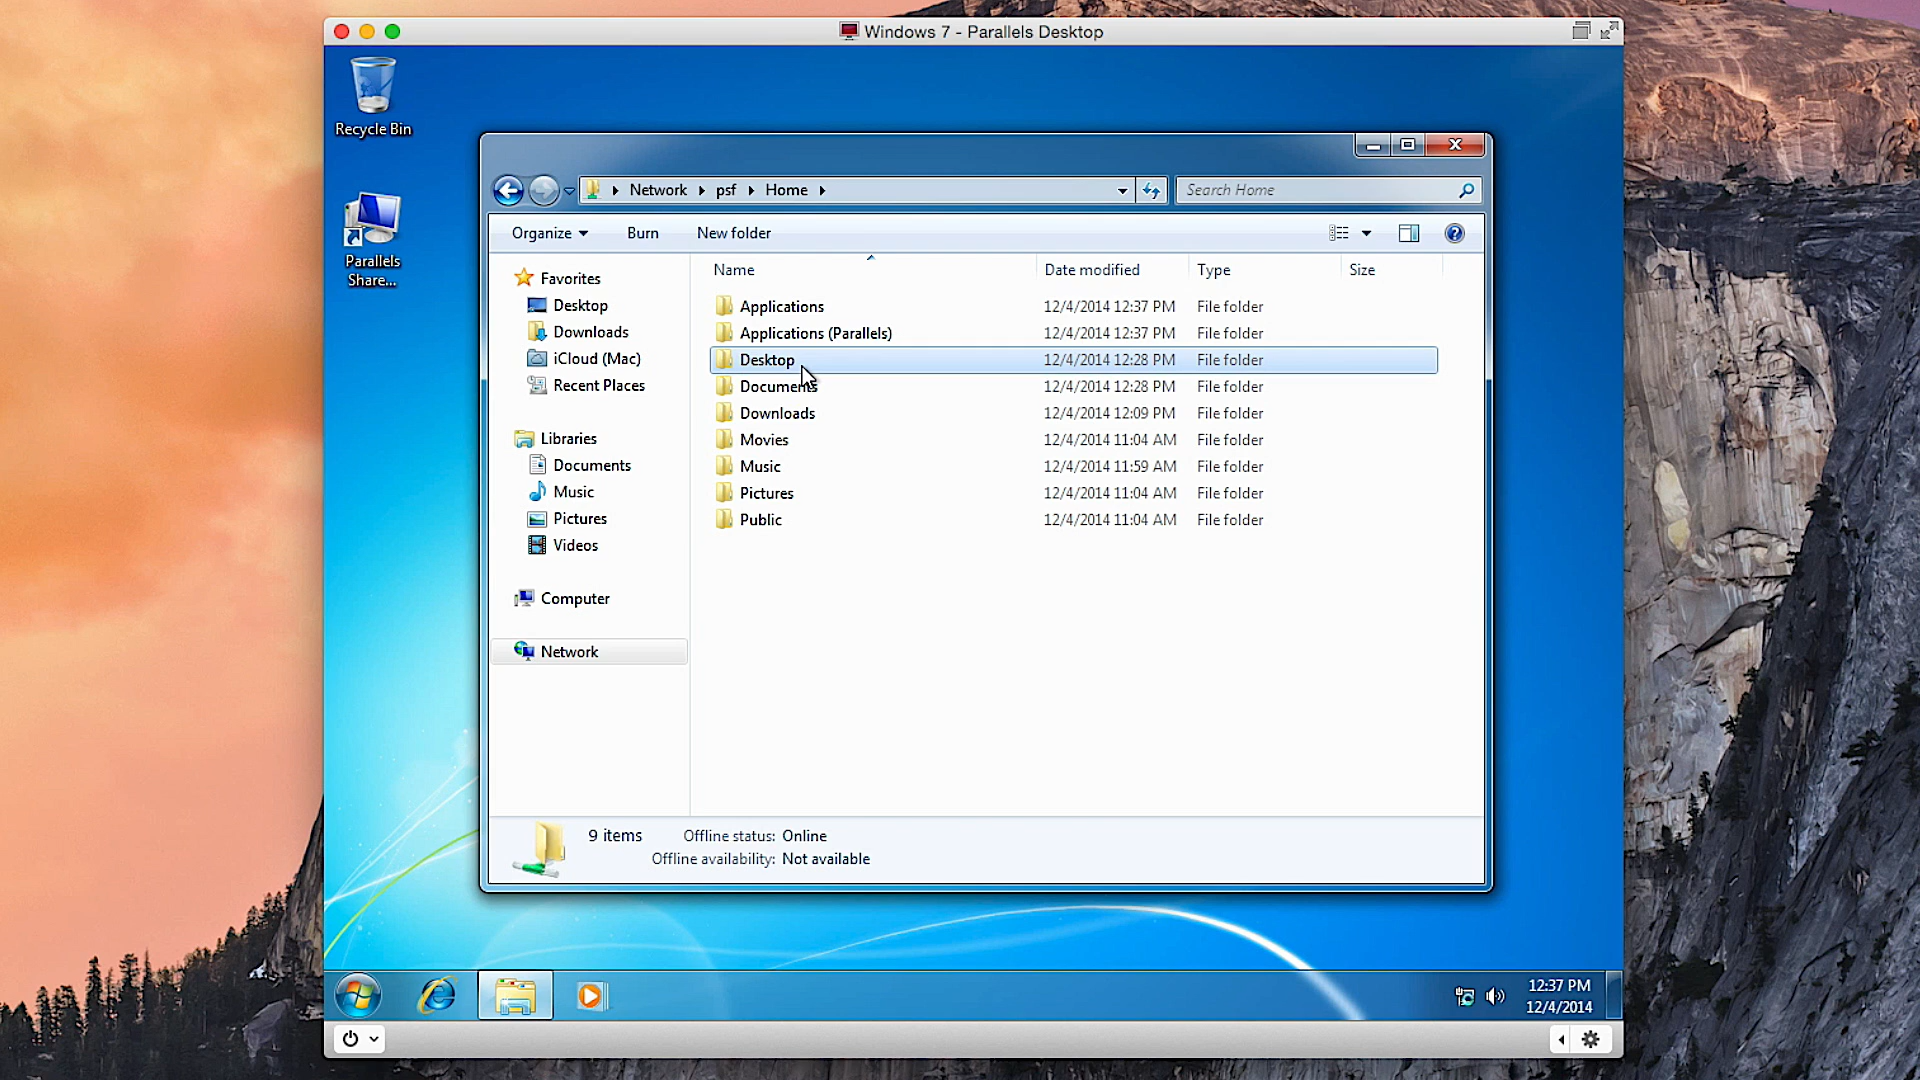 Windows 7 - Parallels Desktop
Recycle Bin
Parallels
Share...
Network psf Home
Search Home
Organize Burn New folder
Name Date modified Type Size
Favorites
Desktop
Downloads
iCloud (Mac)
Recent Places
Libraries
Documents
Music
Pictures
Videos
Computer
Network
Applications 12/4/2014 12:37 PM File folder
Applications (Parallels) 12/4/2014 12:37 PM File folder
Desktop 12/4/2014 12:28 PM File folder
Documents 12/4/2014 12:28 PM File folder
Downloads 12/4/2014 12:09 PM File folder
Movies 12/4/2014 11:04 AM File folder
Music 12/4/2014 11:59 AM File folder
Pictures 12/4/2014 11:04 AM File folder
Public 12/4/2014 11:04 AM File folder
9 items Offline status: Online
Offline availability: Not available
12:37 PM
12/4/2014